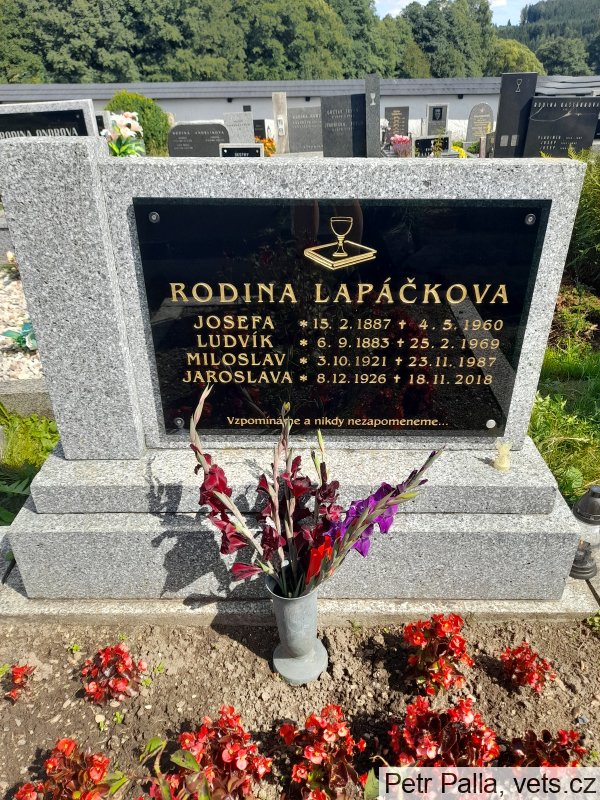 RODINA LAPÁČKOVA
JOSEFA * 15. 2. 1887 ✝ 4. 5. 1960
LUDVÍK * 6. 9. 1883 ✝ 25. 2. 1969
MILOSLAV * 3.10. 1921 ✝ 23.11. 1987
JAROSLAVA * 8.12. 1926 ✝ 18.11. 2018
Vzpomínáme a nikdy nezapomeneme...
Petr Palla, vets.cz